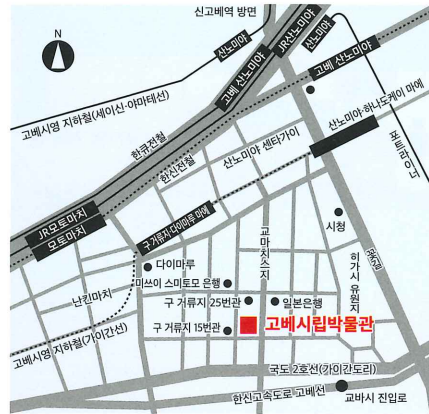 신고베역 방면
N
산노미야
JR산노미야
산노미야
고베 산노미야
고베 산노미야
고베시영 지하철(세이신·야마테선)
한큐전철
한신전철
산노미야 센타가이
산노미야·하나도케이 마에
포트라이너
JR모토마치
모토마치
구 거류지·다이마루 마에
다이마루
교마치스지
시청
꽃길
히가시 유원지
난킨마치
미쓰이 스미토모 은행
구 거류지 25번관
일본은행
구 거류지 15번관
고베시립박물관
고베시영 지하철(가이간선)
국도 2호선(가이간도리)
한신고속도로 고베선
교바시 진입로